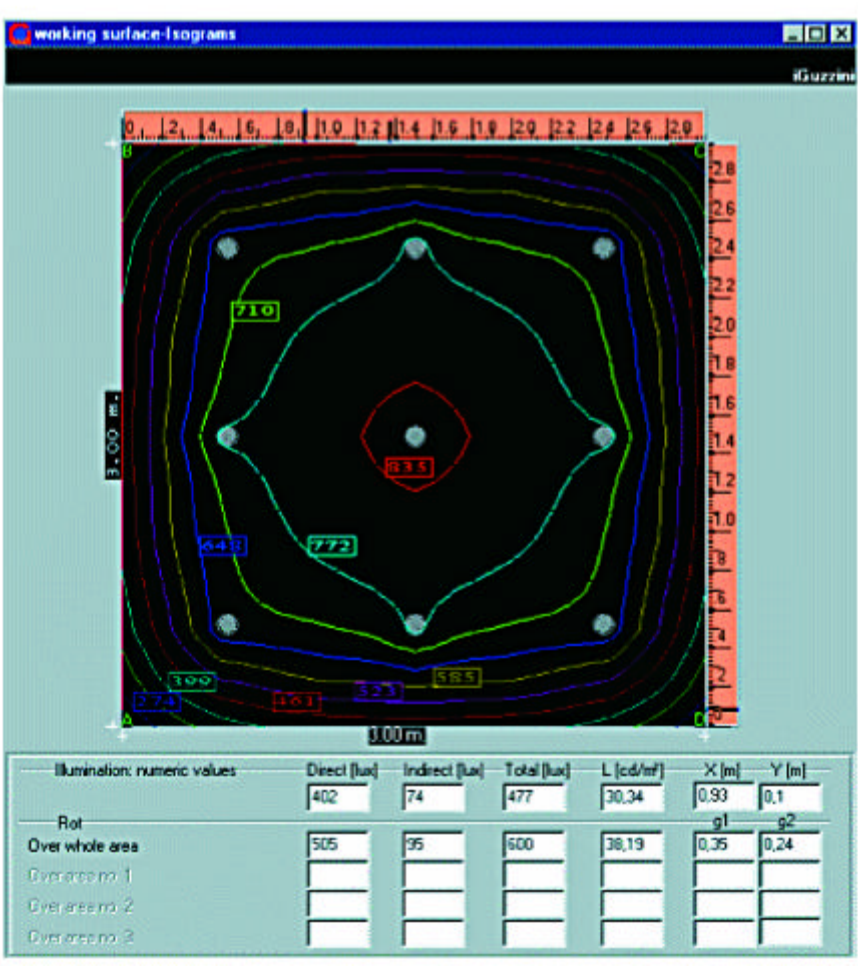 working surface-Isograms
iGuzzini
0 .2 .4 .6 .8 1.0 1.2 1.4 1.6 1.8 2.0 2.2 2.4 2.6 2.8
B C
2.8
2.6
2.4
2.2
2.0
1.8
1.6
1.4
1.2
1.0
.8
.6
.4
.2
0
710
3.00 m.
835
648
772
585
523
461
A D
3.00 m
Illumination: numeric values Direct [lux] Indirect [lux] Total [lux] L [cd/m²] X [m] Y [m]
402 74 477 30,34 0,93 0,1
Rot g1 g2
Over whole area 505 95 600 38,19 0,35 0,24
Over area no. 1
Over area no. 2
Over area no. 3